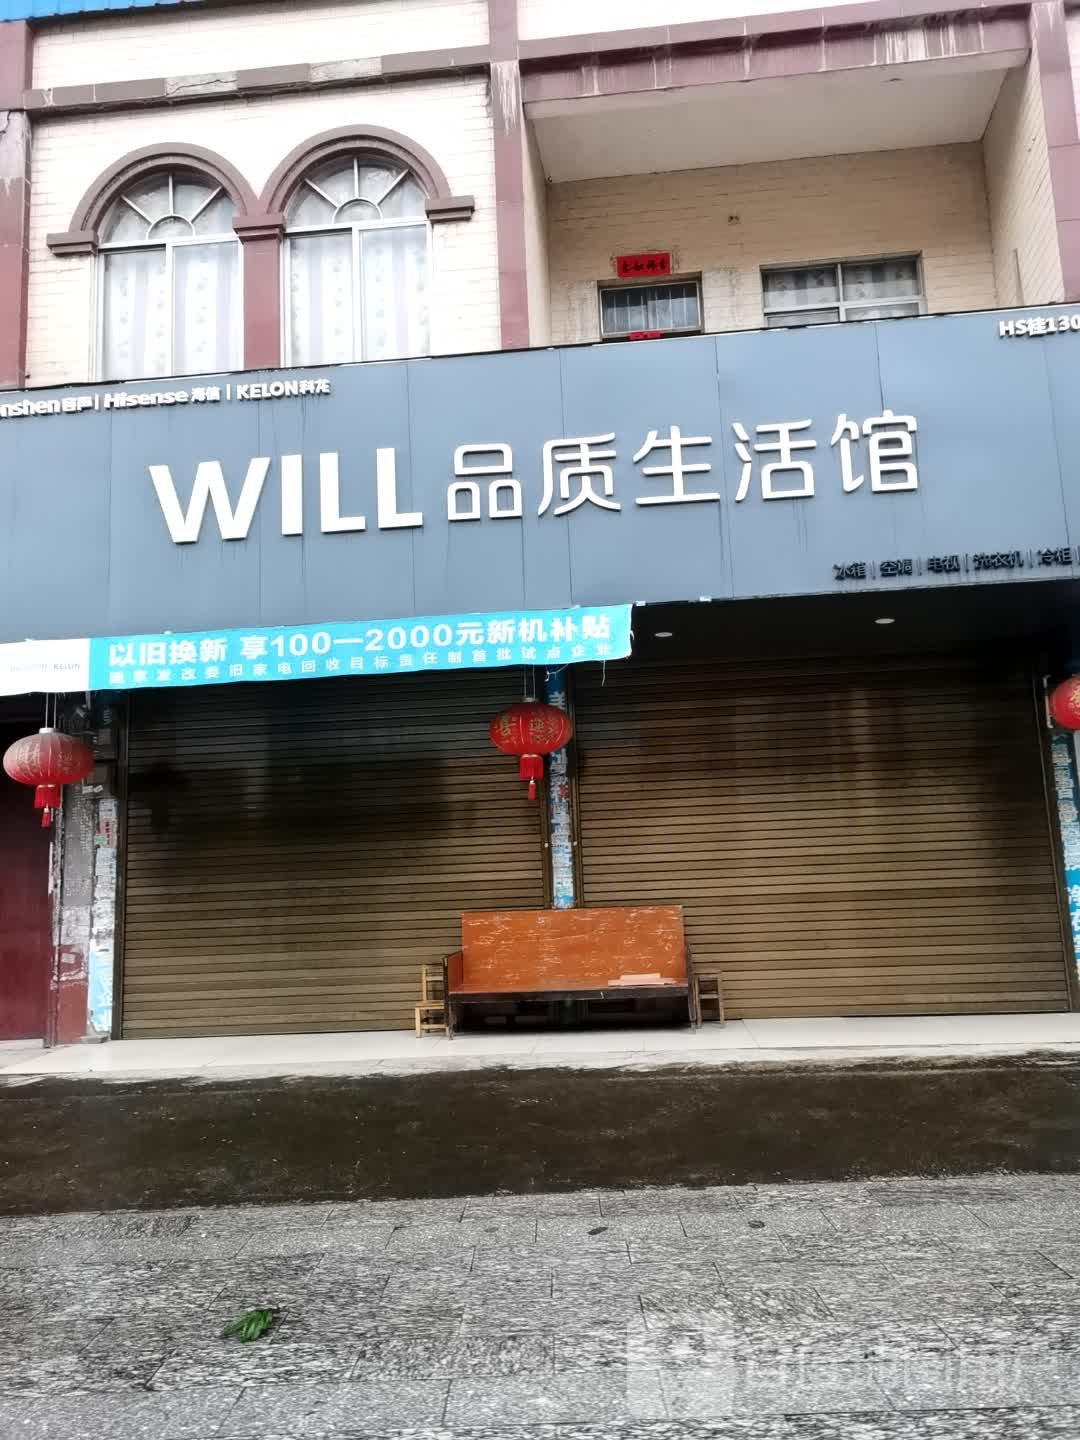 HS桂130
nshen容声 | Hisense海信 | KELON科龙
WILL品质生活馆
冰箱 | 空调 | 电视 | 洗衣机 | 冷柜
KELON
以旧换新 享100—2000元新机补贴
国家发改委旧家电回收目标责任制首批试点企业